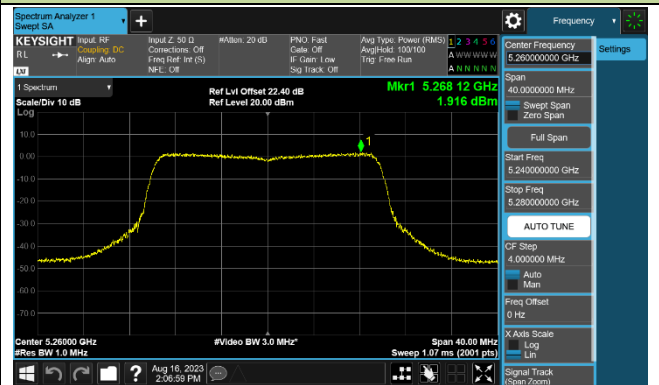 Spectrum Analyzer 1
Swept SA
Frequency
KEYSIGHT
RL
LXI
Input: RF
Coupling: DC
Align: Auto
Input Z: 50 Ω
Corrections: Off
Freq Ref: Int (S)
NFE: Off
#Atten: 20 dB
PNO: Fast
Gate: Off
IF Gain: Low
Sig Track: Off
Avg Type: Power (RMS)
Avg|Hold: 100/100
Trig: Free Run
1 2 3 4 5 6
A W W W W W
A N N N N N
1 Spectrum
Scale/Div 10 dB
Log
Ref Lvl Offset 22.40 dB
Ref Level 20.00 dBm
Mkr1 5.268 12 GHz
1.916 dBm
10.0
0.00
-10.0
-20.0
-30.0
-40.0
-50.0
-60.0
-70.0
1
Center 5.26000 GHz
#Res BW 1.0 MHz
#Video BW 3.0 MHz*
Span 40.00 MHz
Sweep 1.07 ms (2001 pts)
Center Frequency
5.260000000 GHz
Span
40.0000000 MHz
Swept Span
Zero Span
Full Span
Start Freq
5.240000000 GHz
Stop Freq
5.280000000 GHz
AUTO TUNE
CF Step
4.000000 MHz
Auto
Man
Freq Offset
0 Hz
X Axis Scale
Log
Lin
Signal Track
(Span Zoom)
Settings
?
Aug 16, 2023
2:06:59 PM